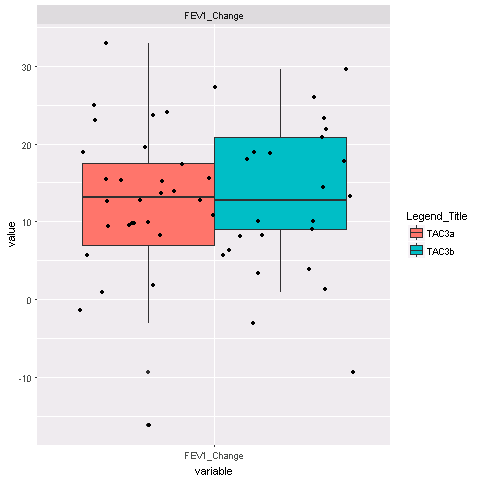 FEV1_Change
30
20
10
0
-10
value
FEV1_Change
variable
Legend_Title
TAC3a
TAC3b